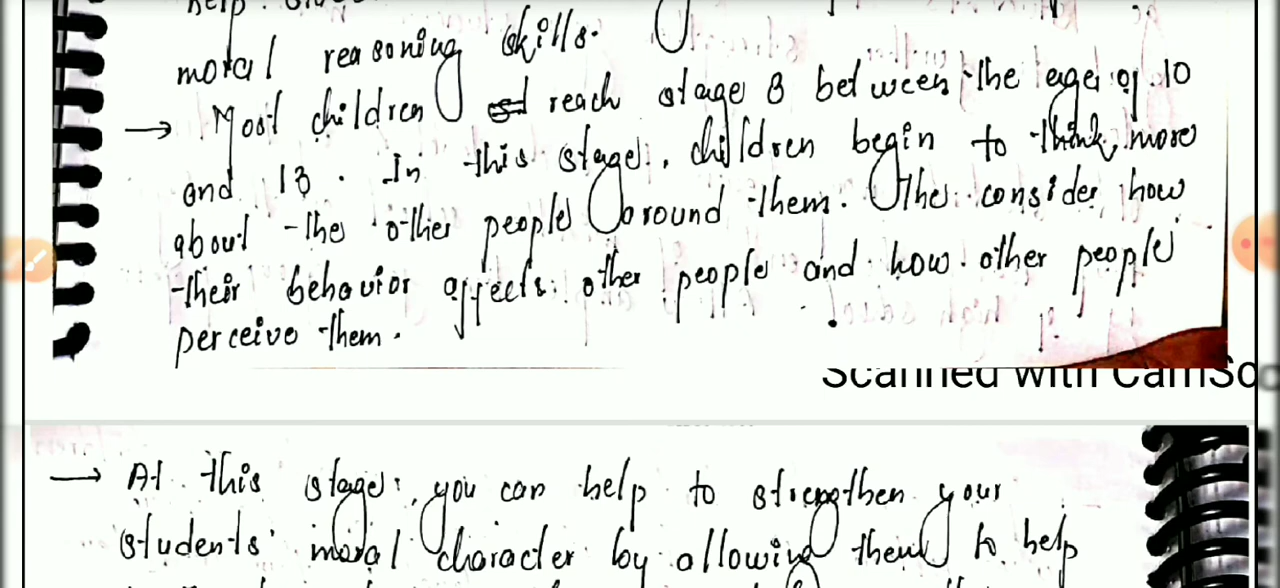 moral reasoning skills.
→ Most children reach stage 3 between the age of 10
and 13. In this stage, children begin to think more
about the other people around them. The consider how
their behavior affects other people and how other people
perceive them.
Scanned with CamSc
→ At this stage, you can help to strengthen your
students' moral character by allowing them to help